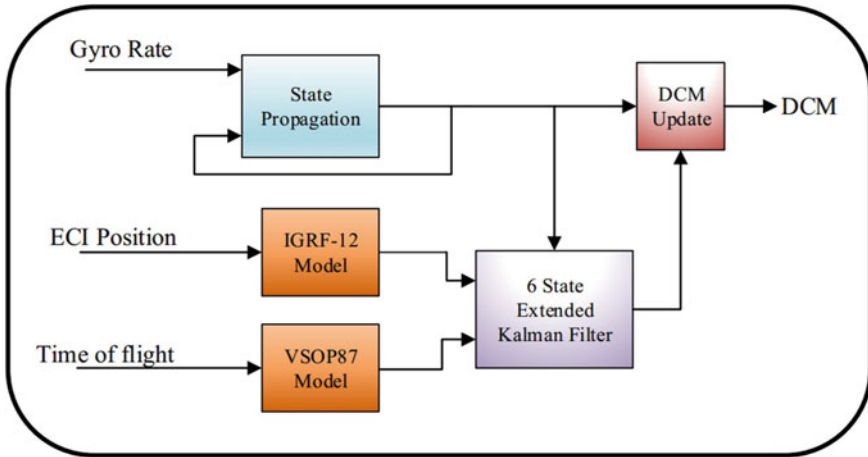 Gyro Rate
State
Propagation
DCM
Update
DCM
ECI Position
IGRF-12
Model
6 State
Extended
Kalman Filter
Time of flight
VSOP87
Model